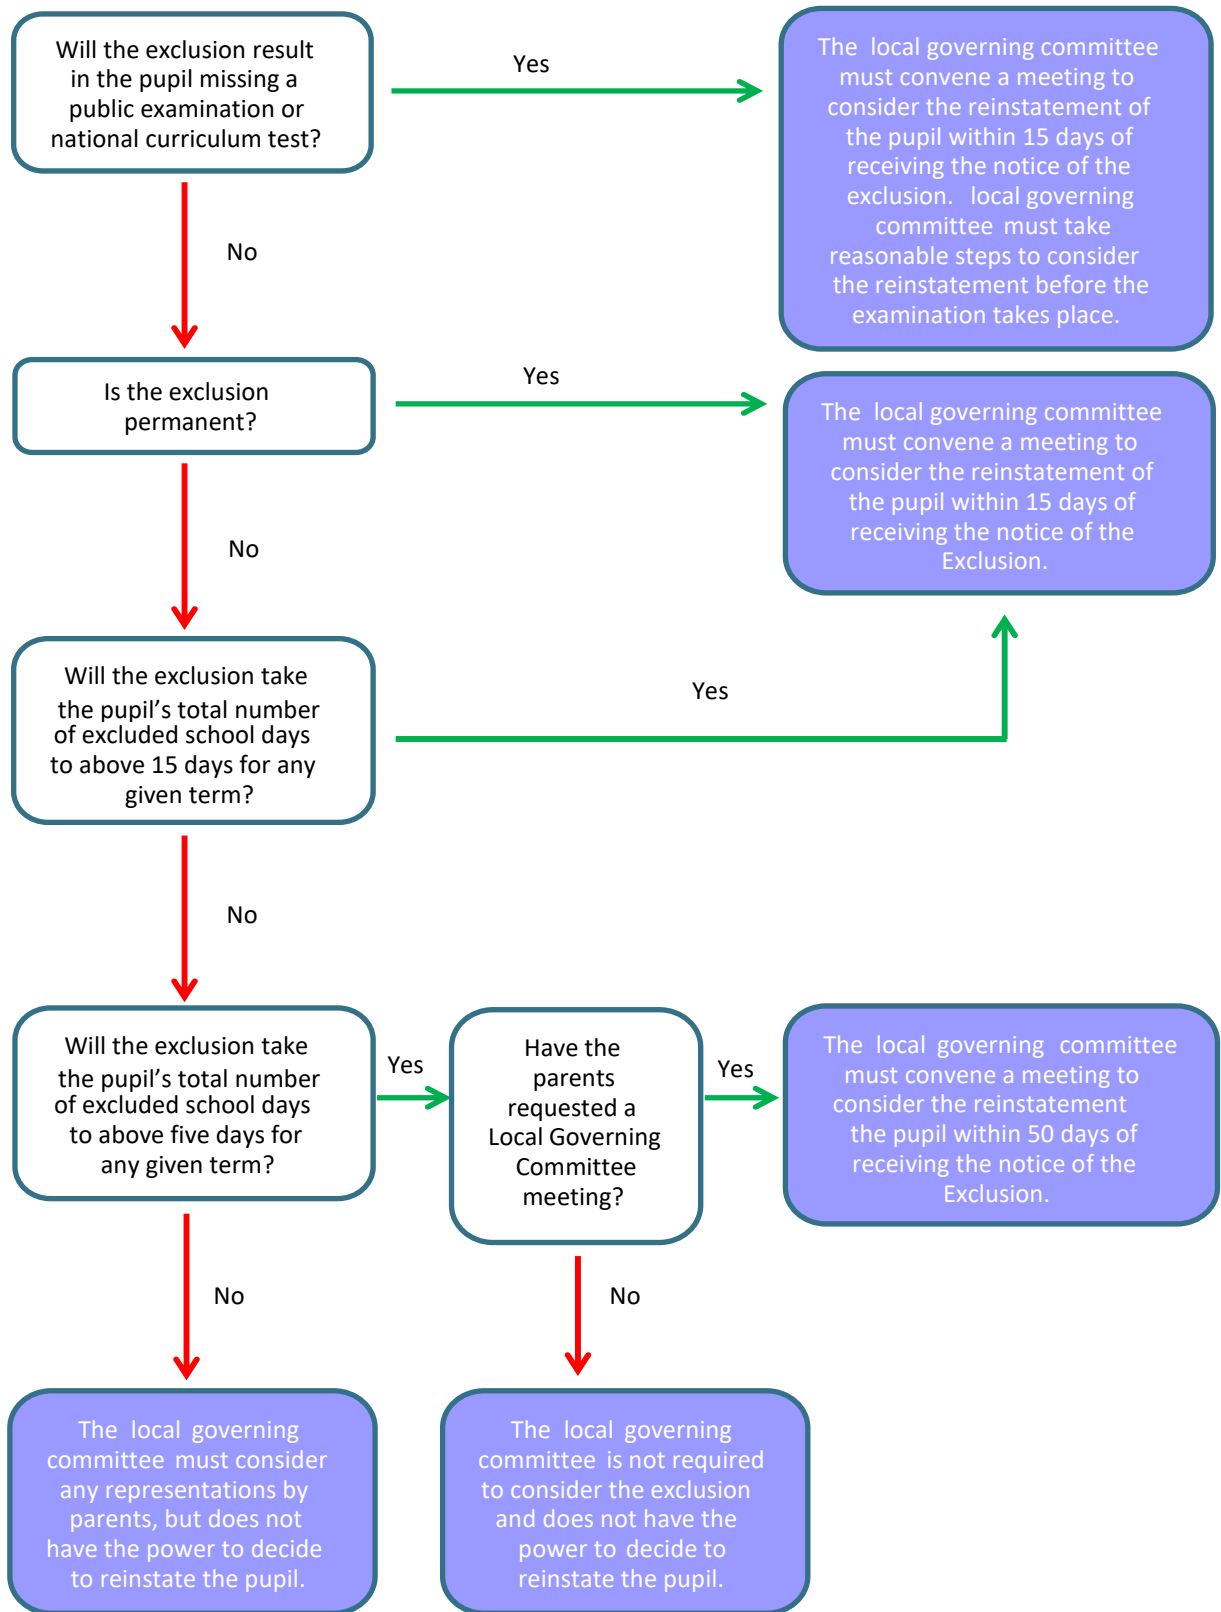 Will the exclusion result
in the pupil missing a
public examination or
national curriculum test?
Yes
The local governing committee
must convene a meeting to
consider the reinstatement of
the pupil within 15 days of
receiving the notice of the
exclusion. local governing
committee must take
reasonable steps to consider
the reinstatement before the
examination takes place.
No
Is the exclusion
permanent?
Yes
The local governing committee
must convene a meeting to
consider the reinstatement of
the pupil within 15 days of
receiving the notice of the
Exclusion.
No
Will the exclusion take
the pupil’s total number
of excluded school days
to above 15 days for any
given term?
Yes
No
Will the exclusion take
the pupil’s total number
of excluded school days
to above five days for
any given term?
Yes
Have the
parents
requested a
Local Governing
Committee
meeting?
Yes
The local governing committee
must convene a meeting to
consider the reinstatement
the pupil within 50 days of
receiving the notice of the
Exclusion.
No
No
The local governing
committee must consider
any representations by
parents, but does not
have the power to decide
to reinstate the pupil.
The local governing
committee is not required
to consider the exclusion
and does not have the
power to decide to
reinstate the pupil.